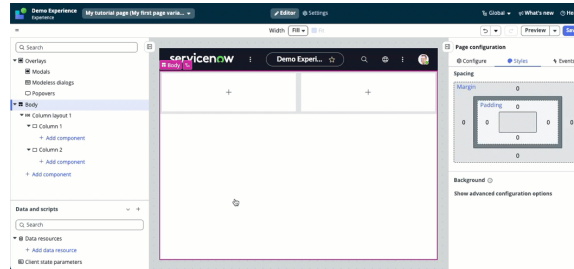 Demo Experience
Experience
My tutorial page (My first page varia...
Editor
Settings
Global
What's new
He
Width Fill Fit
Preview
Sav
Search
Overlays
Modals
Modeless dialogs
Popovers
Body
Column layout 1
Column 1
+ Add component
Column 2
+ Add component
+ Add component
Data and scripts
Search
Data resources
+ Add data resource
Client state parameters
servicenow
Demo Experi...
Body
Page configuration
Configure
Styles
Events
Spacing
Margin 0
Padding 0
0 0 0 0
0
0
Background
Show advanced configuration options